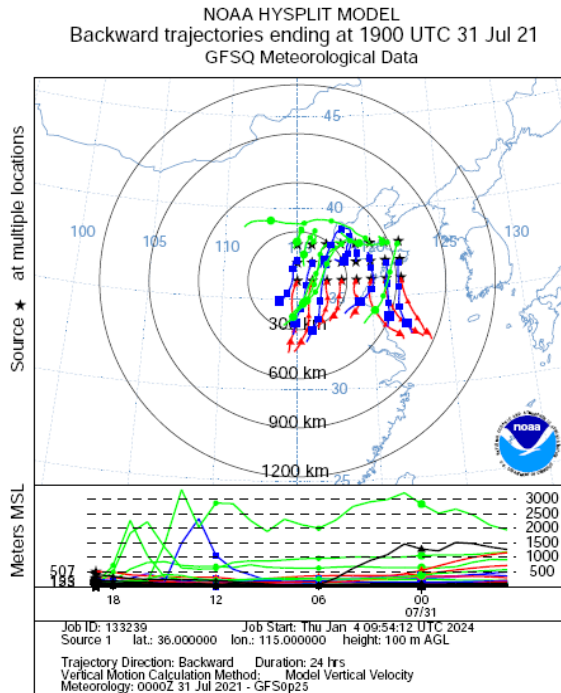 NOAA HYSPLIT MODEL
Backward trajectories ending at 1900 UTC 31 Jul 21
GFSQ Meteorological Data
Source ★ at multiple locations
45
40
100
105
110
120
125
130
30
300 km
600 km
900 km
1200 km
noaa
Meters MSL
3000
2500
2000
1500
1000
500
507
18
12
06
00
07/31
Job ID: 133239 Job Start: Thu Jan 4 09:54:12 UTC 2024
Source 1 lat.: 36.000000 lon.: 115.000000 height: 100 m AGL
Trajectory Direction: Backward Duration: 24 hrs
Vertical Motion Calculation Method: Model Vertical Velocity
Meteorology: 0000Z 31 Jul 2021 - GFS0p25